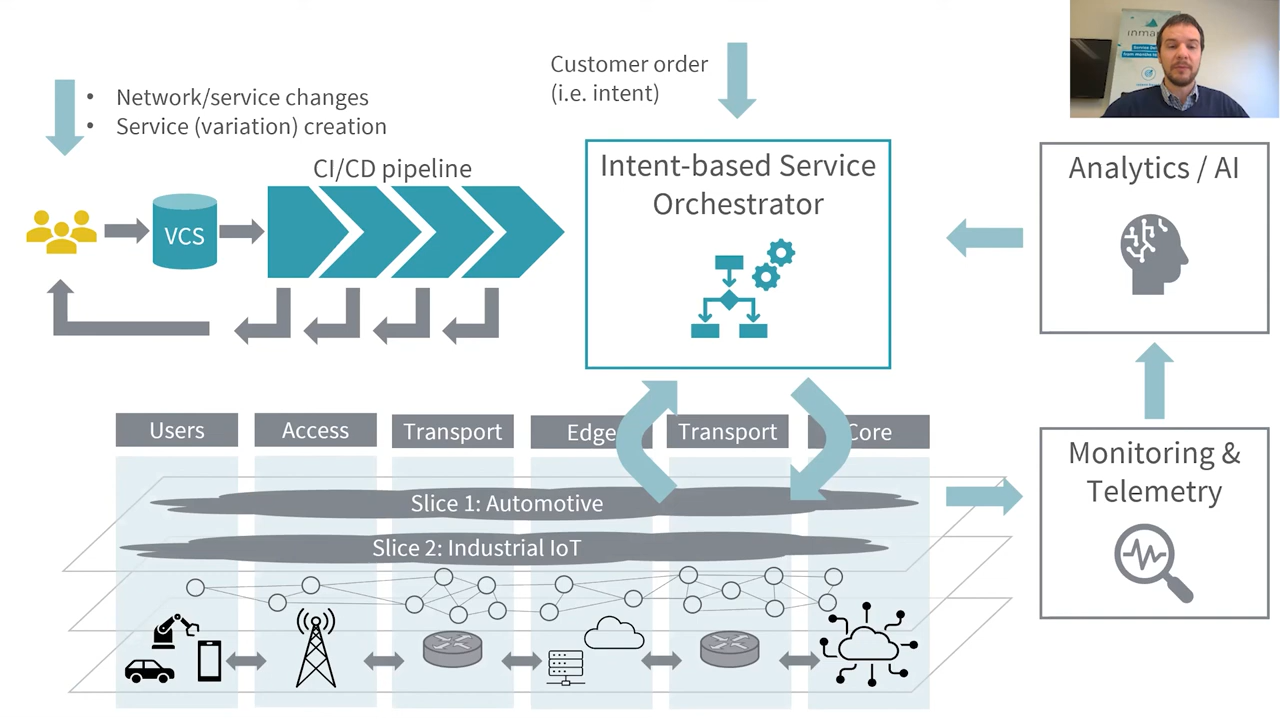 Customer order
(i.e. intent)
• Network/service changes
• Service (variation) creation
CI/CD pipeline
VCS
Intent-based Service
Orchestrator
Analytics / AI
Monitoring &
Telemetry
Users
Access
Transport
Edge
Transport
Core
Slice 1: Automotive
Slice 2: Industrial IoT